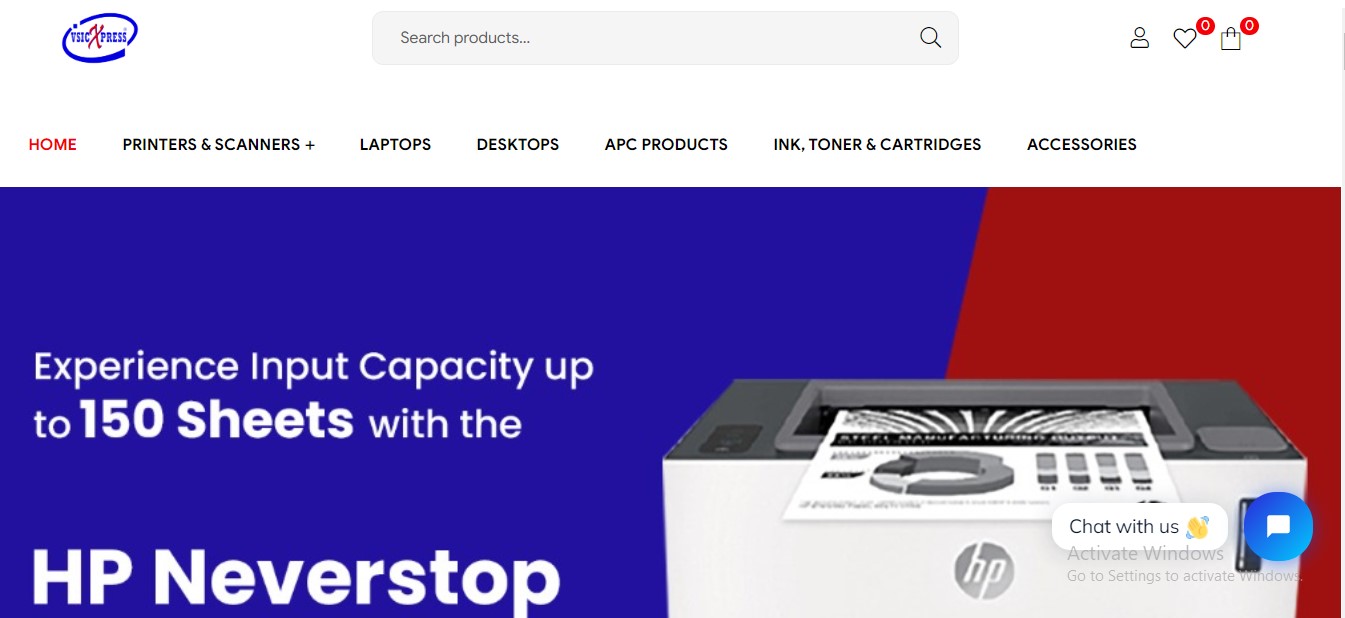 VSICXPRESS
Search products...
0
0
HOME
PRINTERS & SCANNERS +
LAPTOPS
DESKTOPS
APC PRODUCTS
INK, TONER & CARTRIDGES
ACCESSORIES
Experience Input Capacity up
to 150 Sheets with the
HP Neverstop
STEEL MANUFACTURING OUTPUT
hp
Chat with us 👋
Activate Windows
Go to Settings to activate Windows.